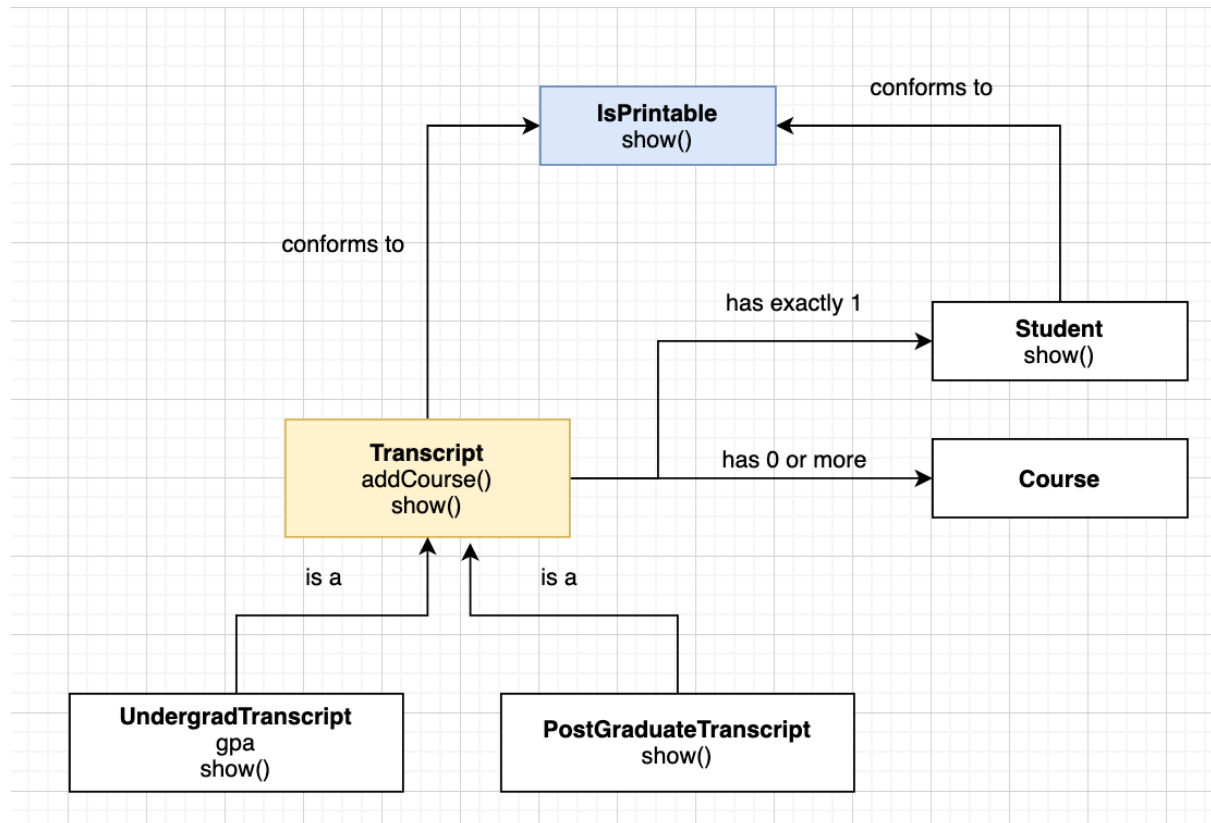 conforms to
IsPrintable
show()
conforms to
has exactly 1
Student
show()
Transcript
addCourse()
show()
has 0 or more
Course
is a
is a
UndergradTranscript
gpa
show()
PostGraduateTranscript
show()